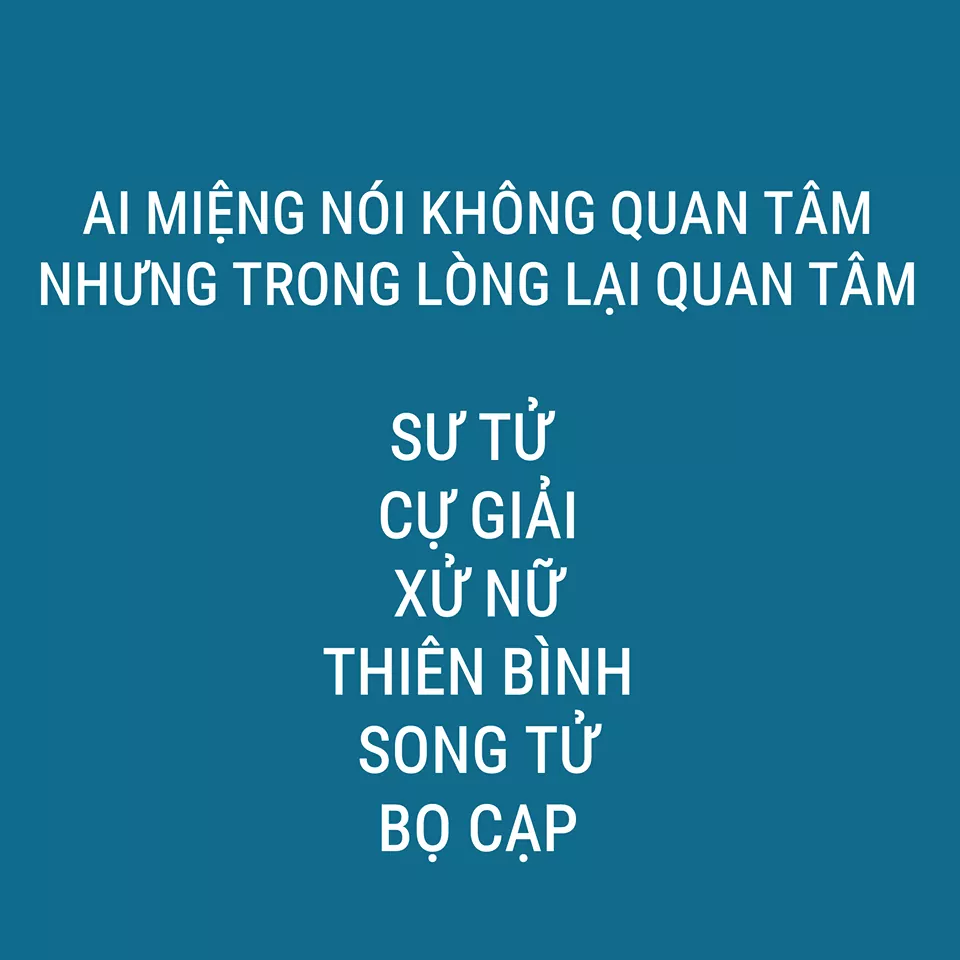 AI MIỆNG NÓI KHÔNG QUAN TÂM
NHƯNG TRONG LÒNG LẠI QUAN TÂM
SƯ TỬ
CỰ GIẢI
XỬ NỮ
THIÊN BÌNH
SONG TỬ
BỌ CẠP